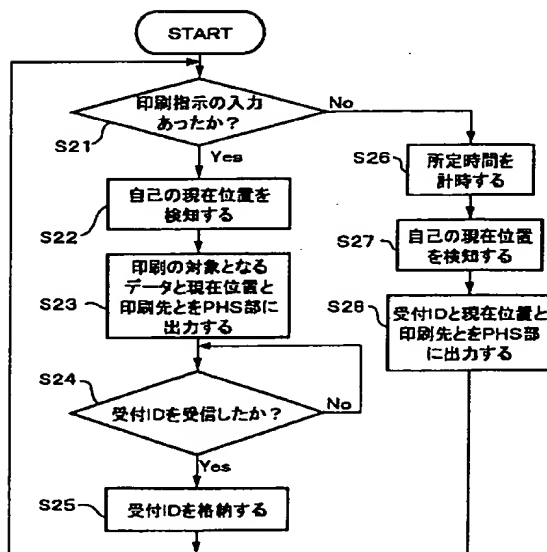 START
印刷指示の入力
あったか?
No
S21
Yes
S26
所定時間を
計時する
自己の現在位置を
検知する
S22
S27
自己の現在位置
を検知する
印刷の対象となる
データと現在位置と
印刷先とをPHS部に
出力する
S23
S28
受付IDと現在位置と
印刷先とをPHS部
に出力する
S24
受付IDを受信したか?
No
Yes
S25
受付IDを格納する